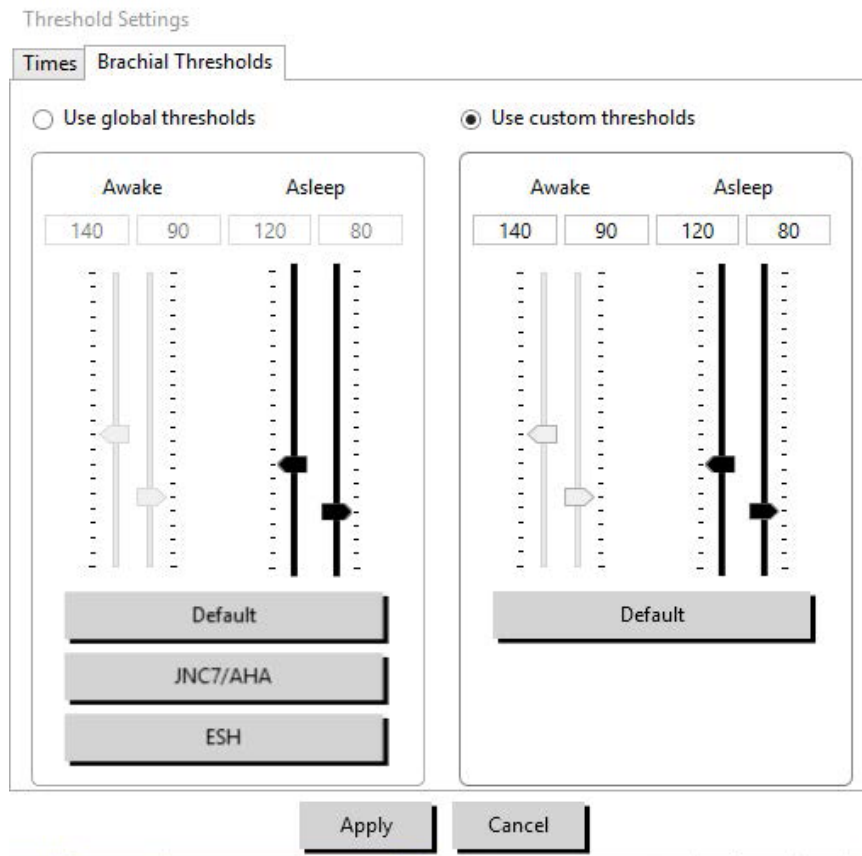 Threshold Settings
Times Brachial Thresholds
Use global thresholds
Awake Asleep
140 90 120 80
Default
JNC7/AHA
ESH
Use custom thresholds
Awake Asleep
140 90 120 80
Default
Apply Cancel